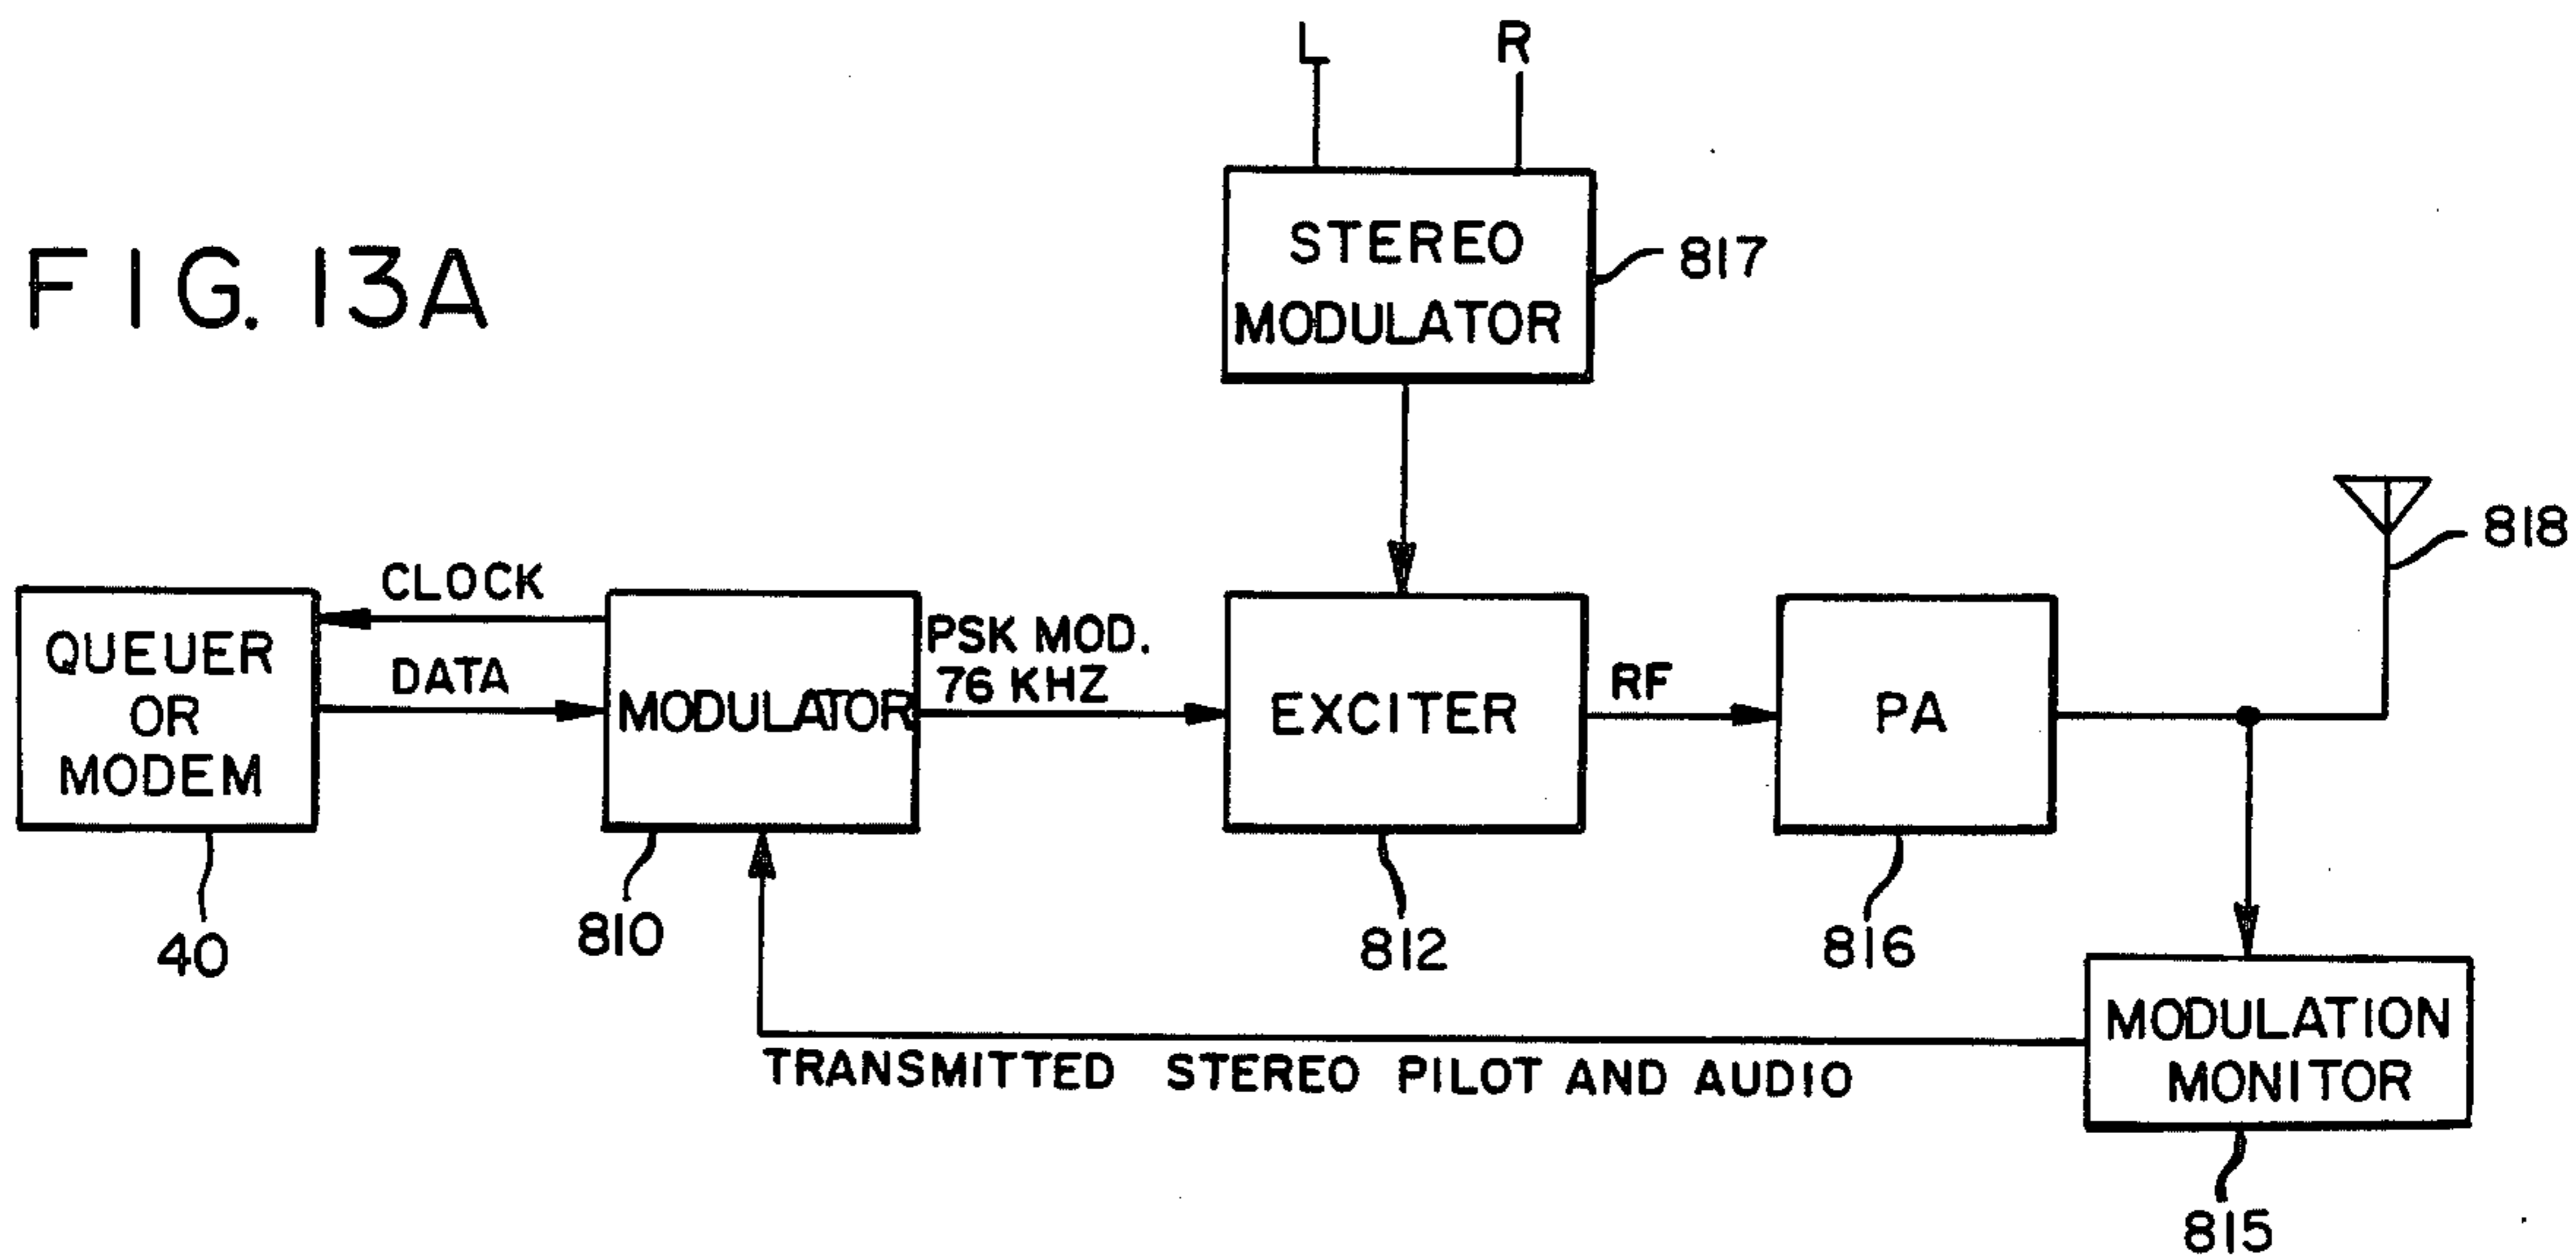 L R
FIG. 13A
STEREO
MODULATOR
817
818
CLOCK
DATA
QUEUER
OR
MODEM
40
MODULATOR
810
PSK MOD.
76 KHZ
EXCITER
812
RF
PA
816
TRANSMITTED STEREO PILOT AND AUDIO
MODULATION
MONITOR
815